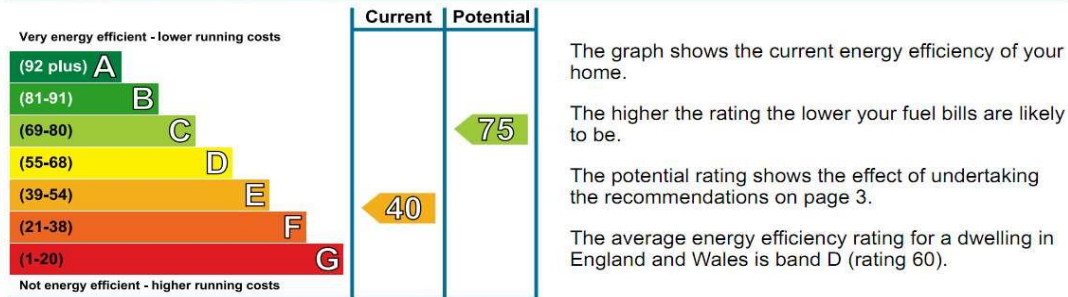 Current Potential
Very energy efficient - lower running costs
(92 plus) A
(81-91) B
(69-80) C
75
(55-68) D
(39-54) E
40
(21-38) F
(1-20) G
Not energy efficient - higher running costs
The graph shows the current energy efficiency of your
home.
The higher the rating the lower your fuel bills are likely
to be.
The potential rating shows the effect of undertaking
the recommendations on page 3.
The average energy efficiency rating for a dwelling in
England and Wales is band D (rating 60).